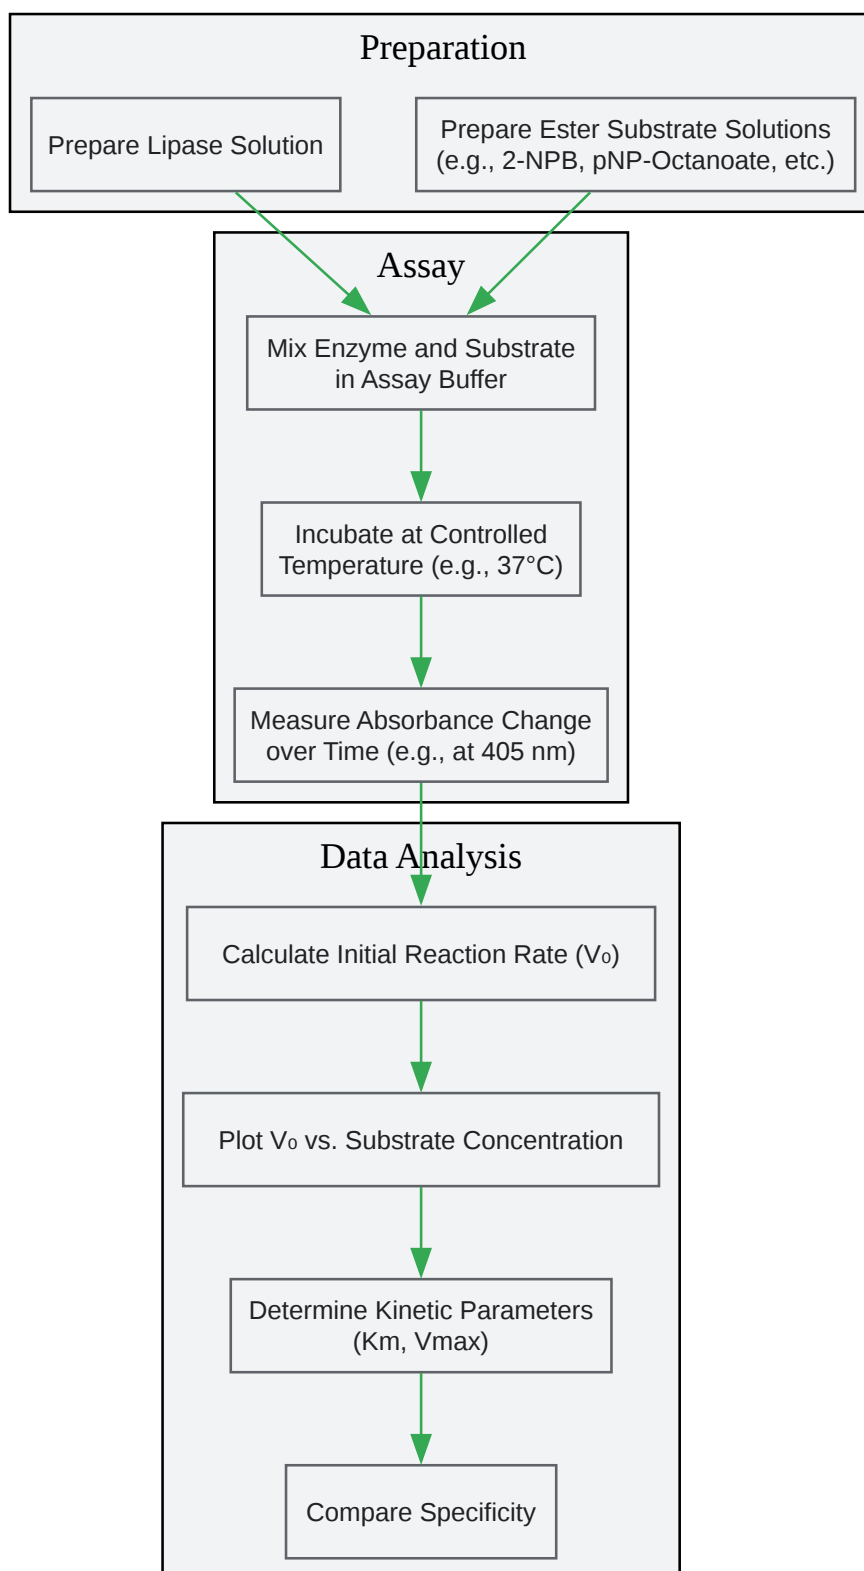 Preparation
Prepare Lipase Solution
Prepare Ester Substrate Solutions
(e.g., 2-NPB, pNP-Octanoate, etc.)
Assay
Mix Enzyme and Substrate
in Assay Buffer
Incubate at Controlled
Temperature (e.g., 37°C)
Measure Absorbance Change
over Time (e.g., at 405 nm)
Data Analysis
Calculate Initial Reaction Rate (V₀)
Plot V₀ vs. Substrate Concentration
Determine Kinetic Parameters
(Km, Vmax)
Compare Specificity